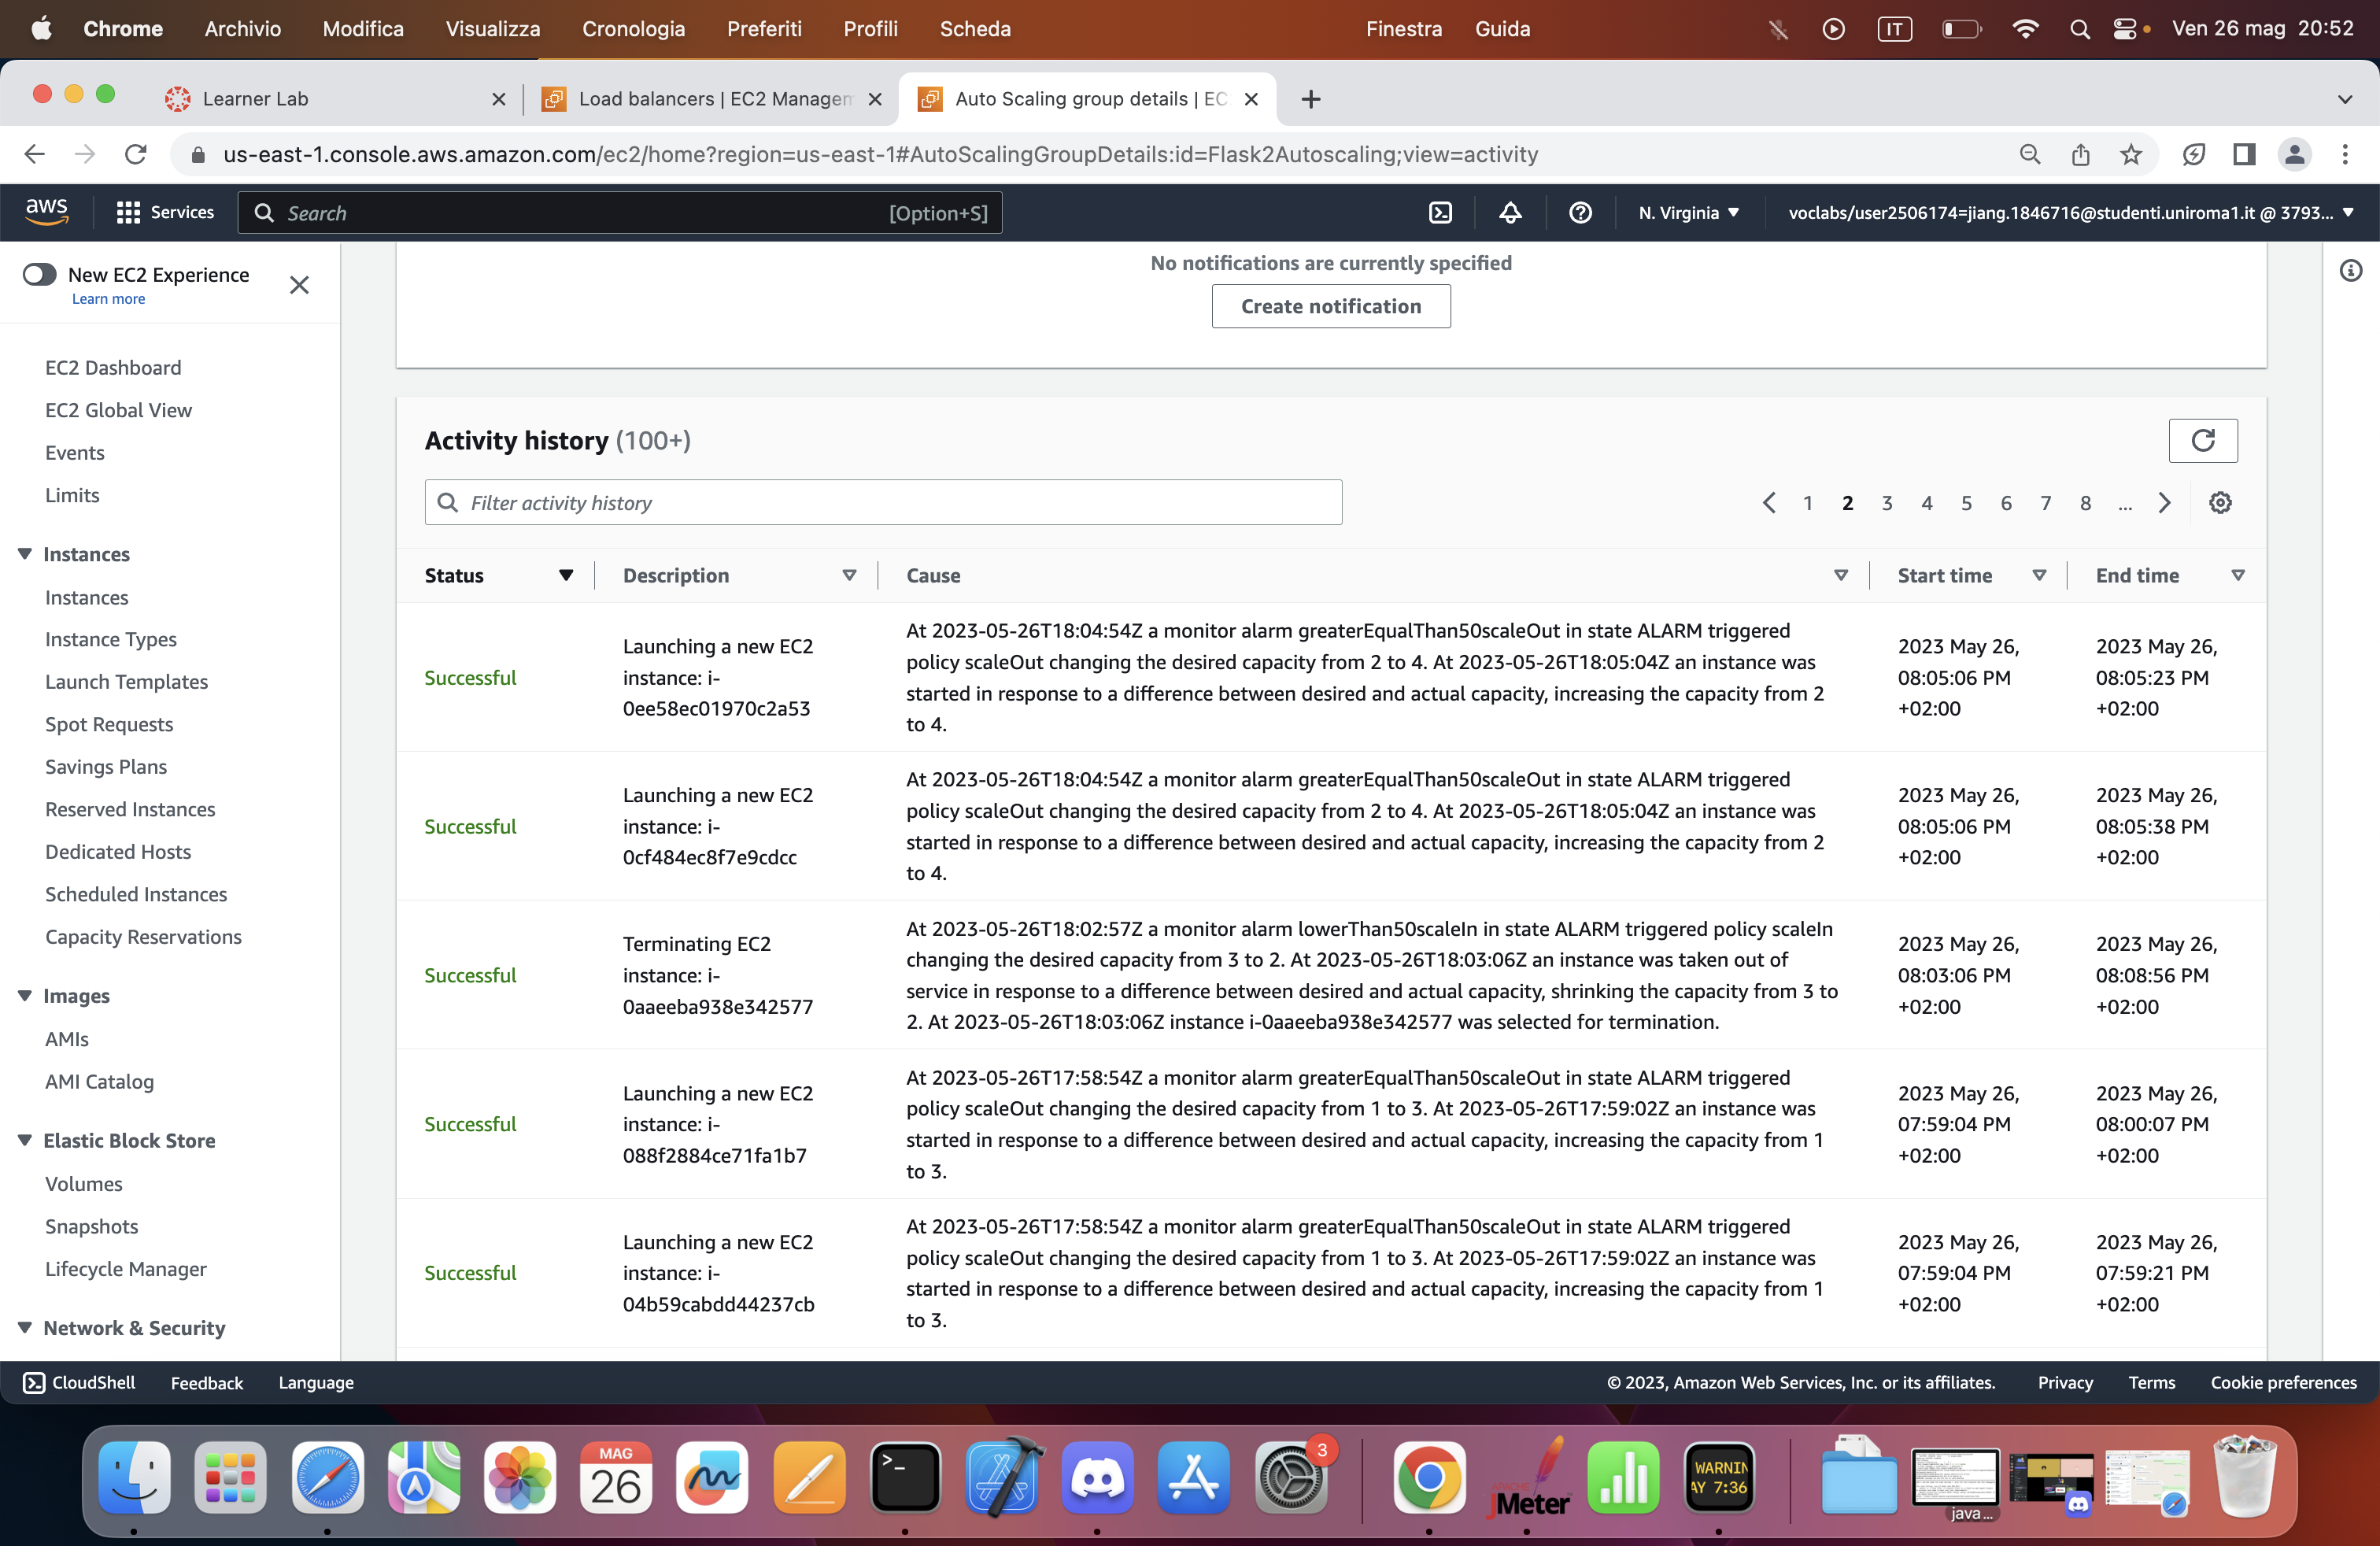 Chrome Archivio Modifica Visualizza Cronologia Preferiti Profili Scheda Finestra Guida IT Ven 26 mag 20:52
Learner Lab
Load balancers | EC2 Managem
Auto Scaling group details | EC
us-east-1.console.aws.amazon.com/ec2/home?region=us-east-1#AutoScalingGroupDetails:id=Flask2Autoscaling;view=activity
aws Services Search [Option+S] N. Virginia voclabs/user2506174=jiang.1846716@studenti.uniroma1.it @ 3793...
New EC2 Experience
Learn more
EC2 Dashboard
EC2 Global View
Events
Limits
Instances
Instances
Instance Types
Launch Templates
Spot Requests
Savings Plans
Reserved Instances
Dedicated Hosts
Scheduled Instances
Capacity Reservations
Images
AMIs
AMI Catalog
Elastic Block Store
Volumes
Snapshots
Lifecycle Manager
Network & Security
No notifications are currently specified
Create notification
Activity history (100+)
Filter activity history
1 2 3 4 5 6 7 8 ...
Status Description Cause Start time End time
Successful
Launching a new EC2
instance: i-
0ee58ec01970c2a53
At 2023-05-26T18:04:54Z a monitor alarm greaterEqualThan50scaleOut in state ALARM triggered
policy scaleOut changing the desired capacity from 2 to 4. At 2023-05-26T18:05:04Z an instance was
started in response to a difference between desired and actual capacity, increasing the capacity from 2
to 4.
2023 May 26,
08:05:06 PM
+02:00
2023 May 26,
08:05:23 PM
+02:00
Successful
Launching a new EC2
instance: i-
0cf484ec8f7e9cdcc
At 2023-05-26T18:04:54Z a monitor alarm greaterEqualThan50scaleOut in state ALARM triggered
policy scaleOut changing the desired capacity from 2 to 4. At 2023-05-26T18:05:04Z an instance was
started in response to a difference between desired and actual capacity, increasing the capacity from 2
to 4.
2023 May 26,
08:05:06 PM
+02:00
2023 May 26,
08:05:38 PM
+02:00
Successful
Terminating EC2
instance: i-
0aaeeba938e342577
At 2023-05-26T18:02:57Z a monitor alarm lowerThan50scaleIn in state ALARM triggered policy scaleIn
changing the desired capacity from 3 to 2. At 2023-05-26T18:03:06Z an instance was taken out of
service in response to a difference between desired and actual capacity, shrinking the capacity from 3 to
2. At 2023-05-26T18:03:06Z instance i-0aaeeba938e342577 was selected for termination.
2023 May 26,
08:03:06 PM
+02:00
2023 May 26,
08:08:56 PM
+02:00
Successful
Launching a new EC2
instance: i-
088f2884ce71fa1b7
At 2023-05-26T17:58:54Z a monitor alarm greaterEqualThan50scaleOut in state ALARM triggered
policy scaleOut changing the desired capacity from 1 to 3. At 2023-05-26T17:59:02Z an instance was
started in response to a difference between desired and actual capacity, increasing the capacity from 1
to 3.
2023 May 26,
07:59:04 PM
+02:00
2023 May 26,
08:00:07 PM
+02:00
Successful
Launching a new EC2
instance: i-
04b59cabdd44237cb
At 2023-05-26T17:58:54Z a monitor alarm greaterEqualThan50scaleOut in state ALARM triggered
policy scaleOut changing the desired capacity from 1 to 3. At 2023-05-26T17:59:02Z an instance was
started in response to a difference between desired and actual capacity, increasing the capacity from 1
to 3.
2023 May 26,
07:59:04 PM
+02:00
2023 May 26,
07:59:21 PM
+02:00
CloudShell Feedback Language © 2023, Amazon Web Services, Inc. or its affiliates. Privacy Terms Cookie preferences
MAG
26
3
JMeter
WARNIN
AY 7:36
java...